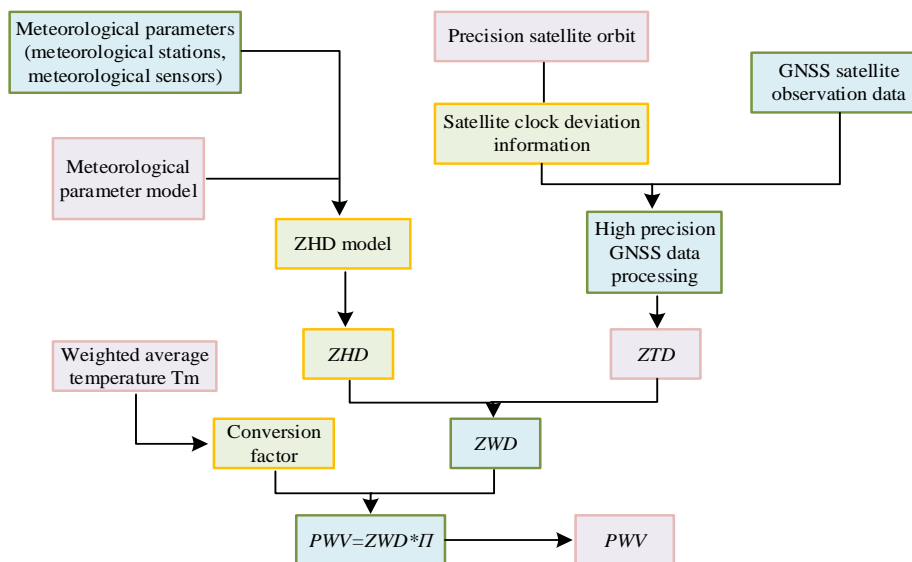 Meteorological parameters
(meteorological stations,
meteorological sensors)
Precision satellite orbit
GNSS satellite
observation data
Satellite clock deviation
information
Meteorological
parameter model
ZHD model
High precision
GNSS data
processing
ZHD
ZTD
Weighted average
temperature Tm
Conversion
factor
ZWD
PWV=ZWD*Π
PWV